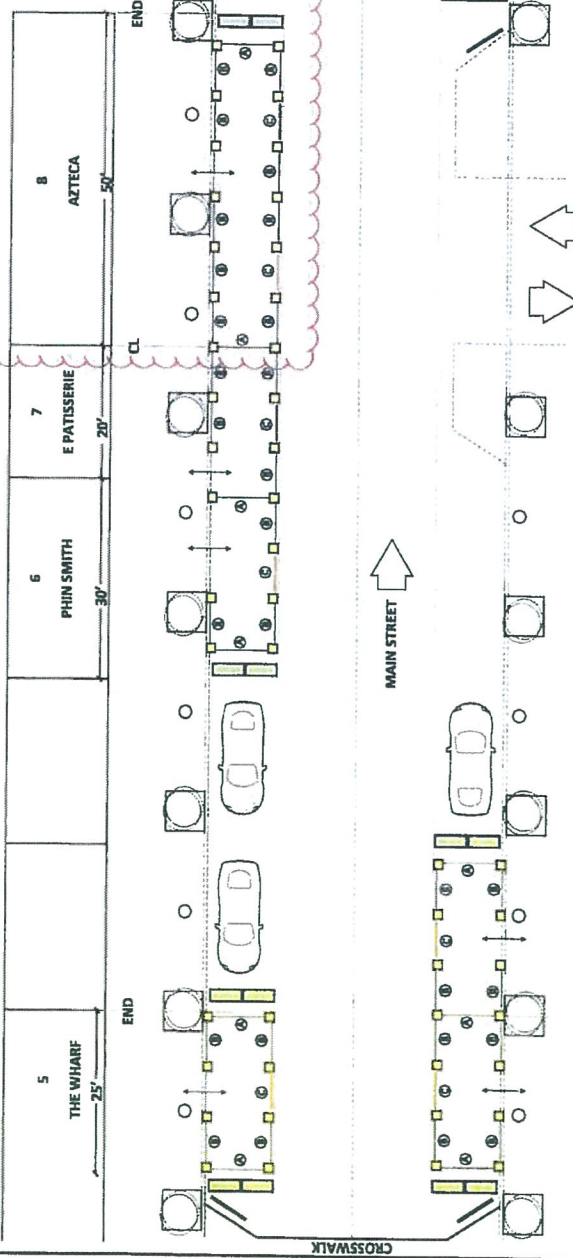 5
6
7
8
THE WHARF
PHIN SMITH
E PATISSERIE
AZTECA
25'
30'
20'
50'
END
CL
END
B B B B B B B B B B
A A A A A A
B C B C B B C B B C B C B
MAIN STREET
CROSSWALK
B C B B C B
A A A
B B B B